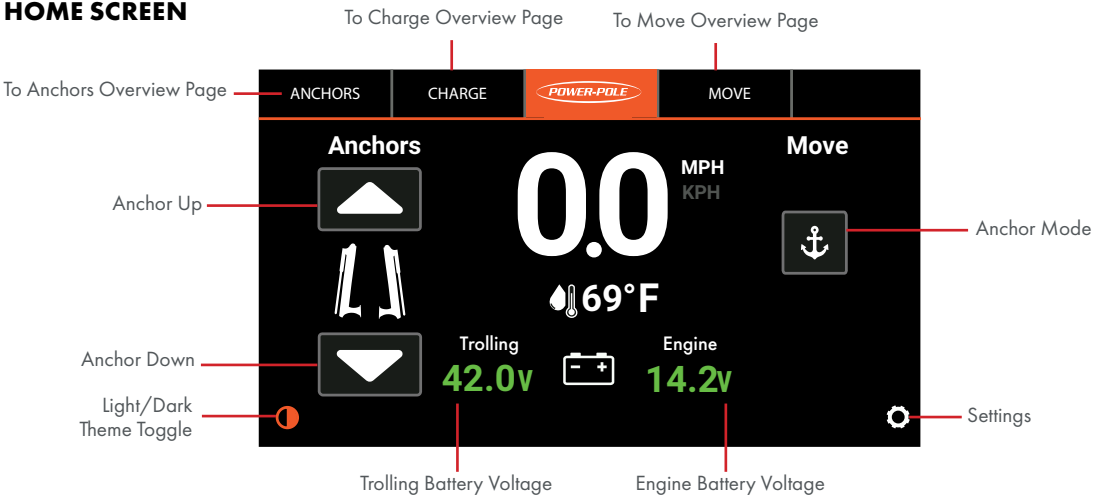 HOME SCREEN
To Charge Overview Page
To Move Overview Page
To Anchors Overview Page
ANCHORS
CHARGE
POWER-POLE
MOVE
Anchors
0.0
MPH
KPH
Move
Anchor Up
Anchor Mode
69°F
Anchor Down
Trolling
42.0V
- +
Engine
14.2V
Light/Dark
Theme Toggle
Settings
Trolling Battery Voltage
Engine Battery Voltage